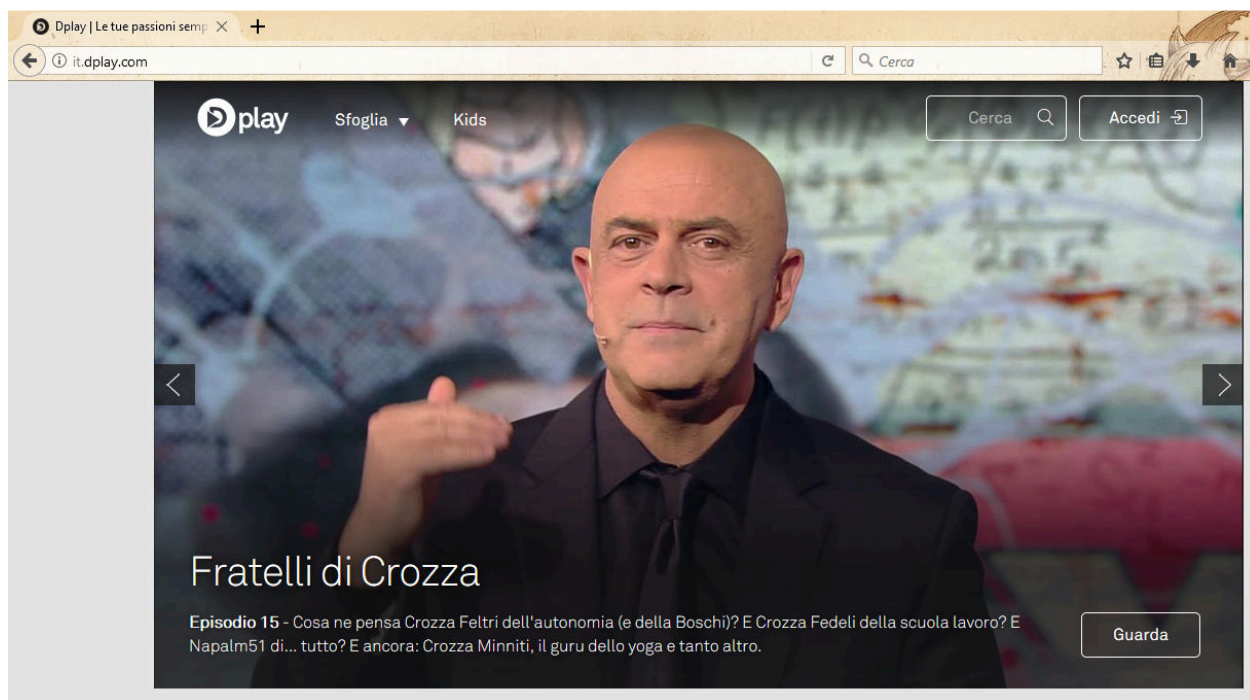 Dplay | Le tue passioni semp
it.dplay.com
Cerca
Dplay
Sfoglia
Kids
Cerca
Accedi
Fratelli di Crozza
Episodio 15 - Cosa ne pensa Crozza Feltri dell'autonomia (e della Boschi)? E Crozza Fedeli della scuola lavoro? E
Napalm51 di... tutto? E ancora: Crozza Minniti, il guru dello yoga e tanto altro.
Guarda